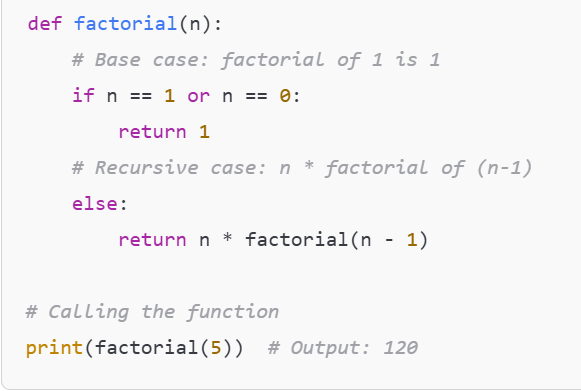 def factorial(n):
    # Base case: factorial of 1 is 1
    if n == 1 or n == 0:
        return 1
    # Recursive case: n * factorial of (n-1)
    else:
        return n * factorial(n - 1)

# Calling the function
print(factorial(5))  # Output: 120